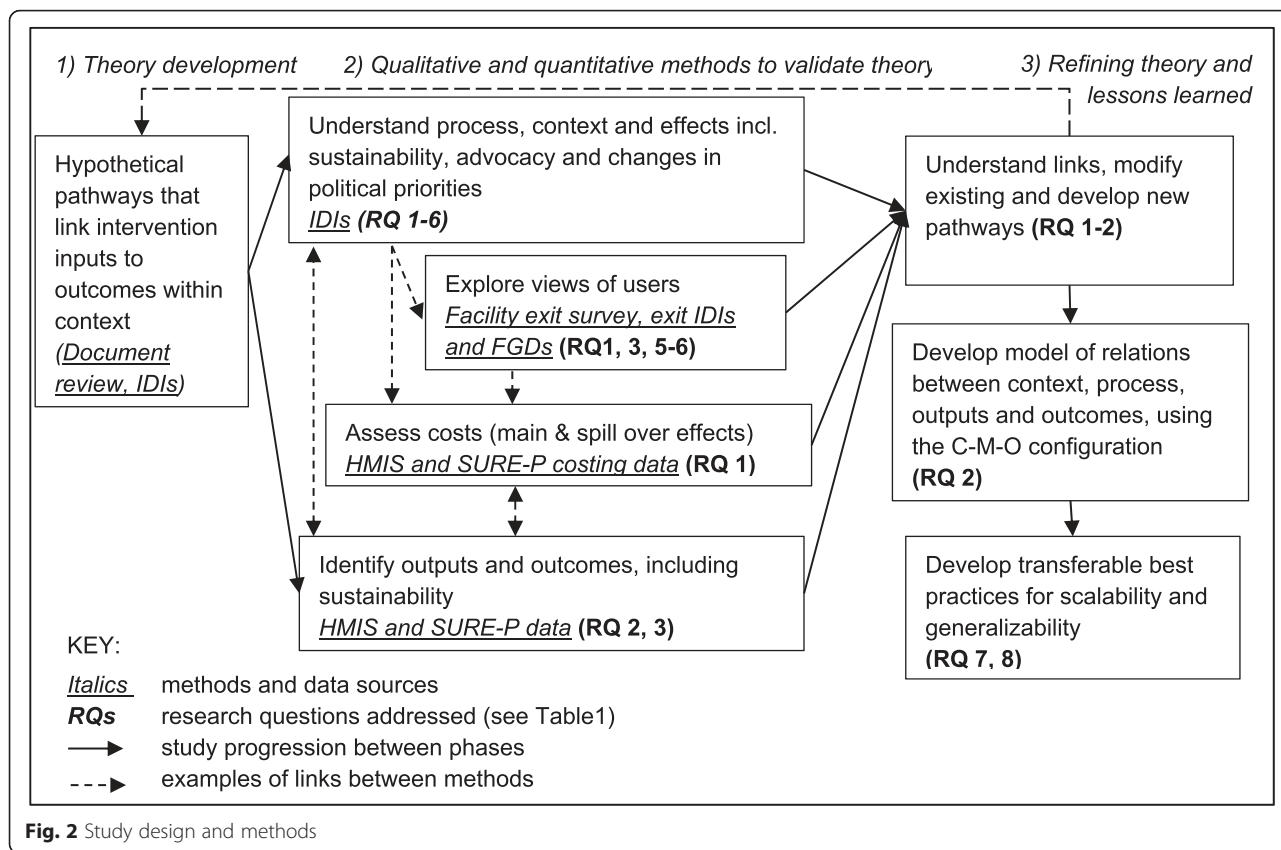 1) Theory development
2) Qualitative and quantitative methods to validate theory
3) Refining theory and
lessons learned
Hypothetical
pathways that
link intervention
inputs to
outcomes within
context
(Document
review, IDIs)
Understand process, context and effects incl.
sustainability, advocacy and changes in
political priorities
IDIs (RQ 1-6)
Explore views of users
Facility exit survey, exit IDIs
and FGDs (RQ1, 3, 5-6)
Assess costs (main & spill over effects)
HMIS and SURE-P costing data (RQ 1)
Identify outputs and outcomes, including
sustainability
HMIS and SURE-P data (RQ 2, 3)
Understand links, modify
existing and develop new
pathways (RQ 1-2)
Develop model of relations
between context, process,
outputs and outcomes, using
the C-M-O configuration
(RQ 2)
Develop transferable best
practices for scalability and
generalizability
(RQ 7, 8)
KEY:
Italics methods and data sources
RQs research questions addressed (see Table1)
study progression between phases
examples of links between methods
Fig. 2 Study design and methods